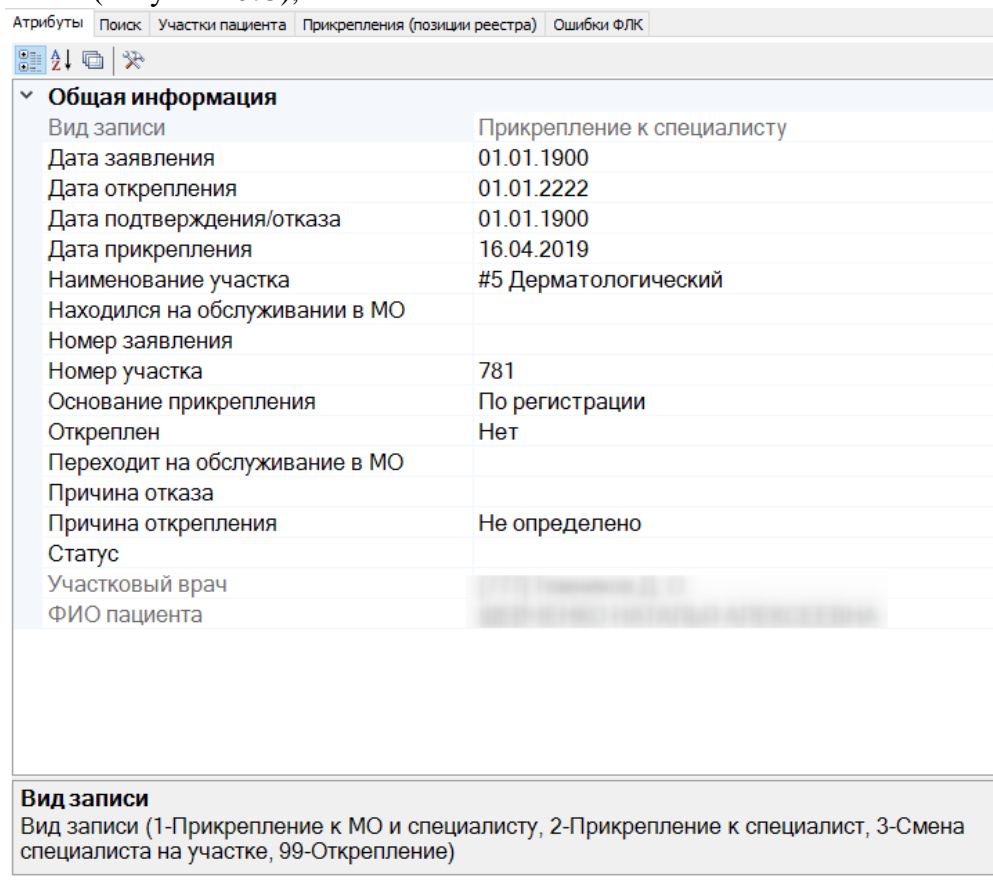 Атрибуты Поиск Участки пациента Прикрепления (позиции реестра) Ошибки ФЛК
Общая информация
Вид записи Прикрепление к специалисту
Дата заявления 01.01.1900
Дата открепления 01.01.2222
Дата подтверждения/отказа 01.01.1900
Дата прикрепления 16.04.2019
Наименование участка #5 Дерматологический
Находился на обслуживании в МО
Номер заявления
Номер участка 781
Основание прикрепления По регистрации
Откреплен Нет
Переходит на обслуживание в МО
Причина отказа
Причина открепления Не определено
Статус
Участковый врач
ФИО пациента
Вид записи
Вид записи (1-Прикрепление к МО и специалисту, 2-Прикрепление к специалист, 3-Смена
специалиста на участке, 99-Открепление)